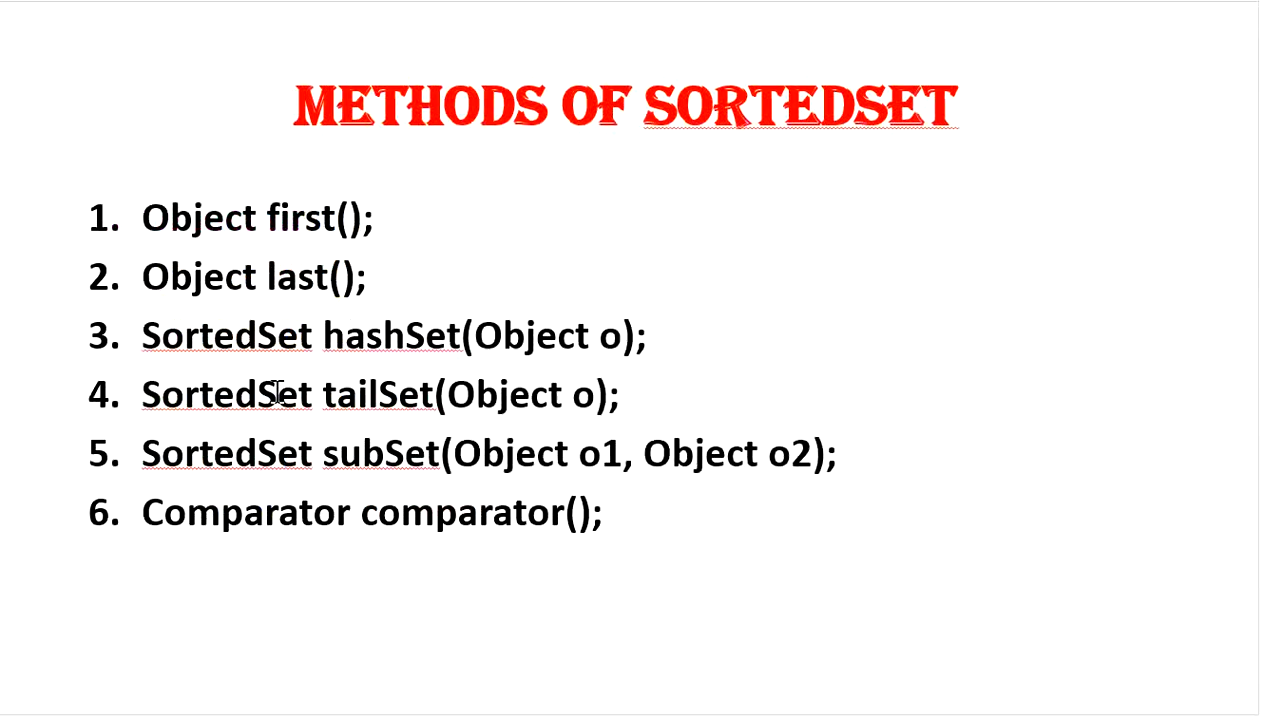 METHODS OF SORTEDSET
1. Object first();
2. Object last();
3. SortedSet hashSet(Object o);
4. SortedSet tailSet(Object o);
5. SortedSet subSet(Object o1, Object o2);
6. Comparator comparator();